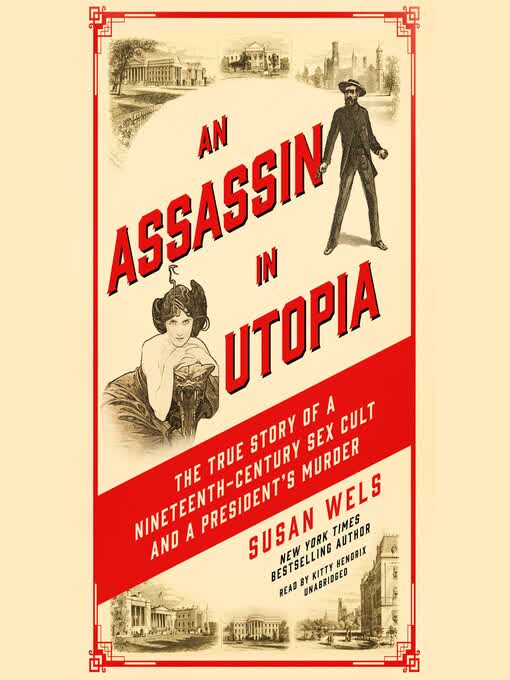 AN
ASSASSIN
IN
UTOPIA
THE TRUE STORY OF A
NINETEENTH-CENTURY SEX CULT
AND A PRESIDENT'S MURDER
SUSAN WELS
NEW YORK TIMES
BESTSELLING AUTHOR
READ BY KITTY HENDRIX
UNABRIDGED